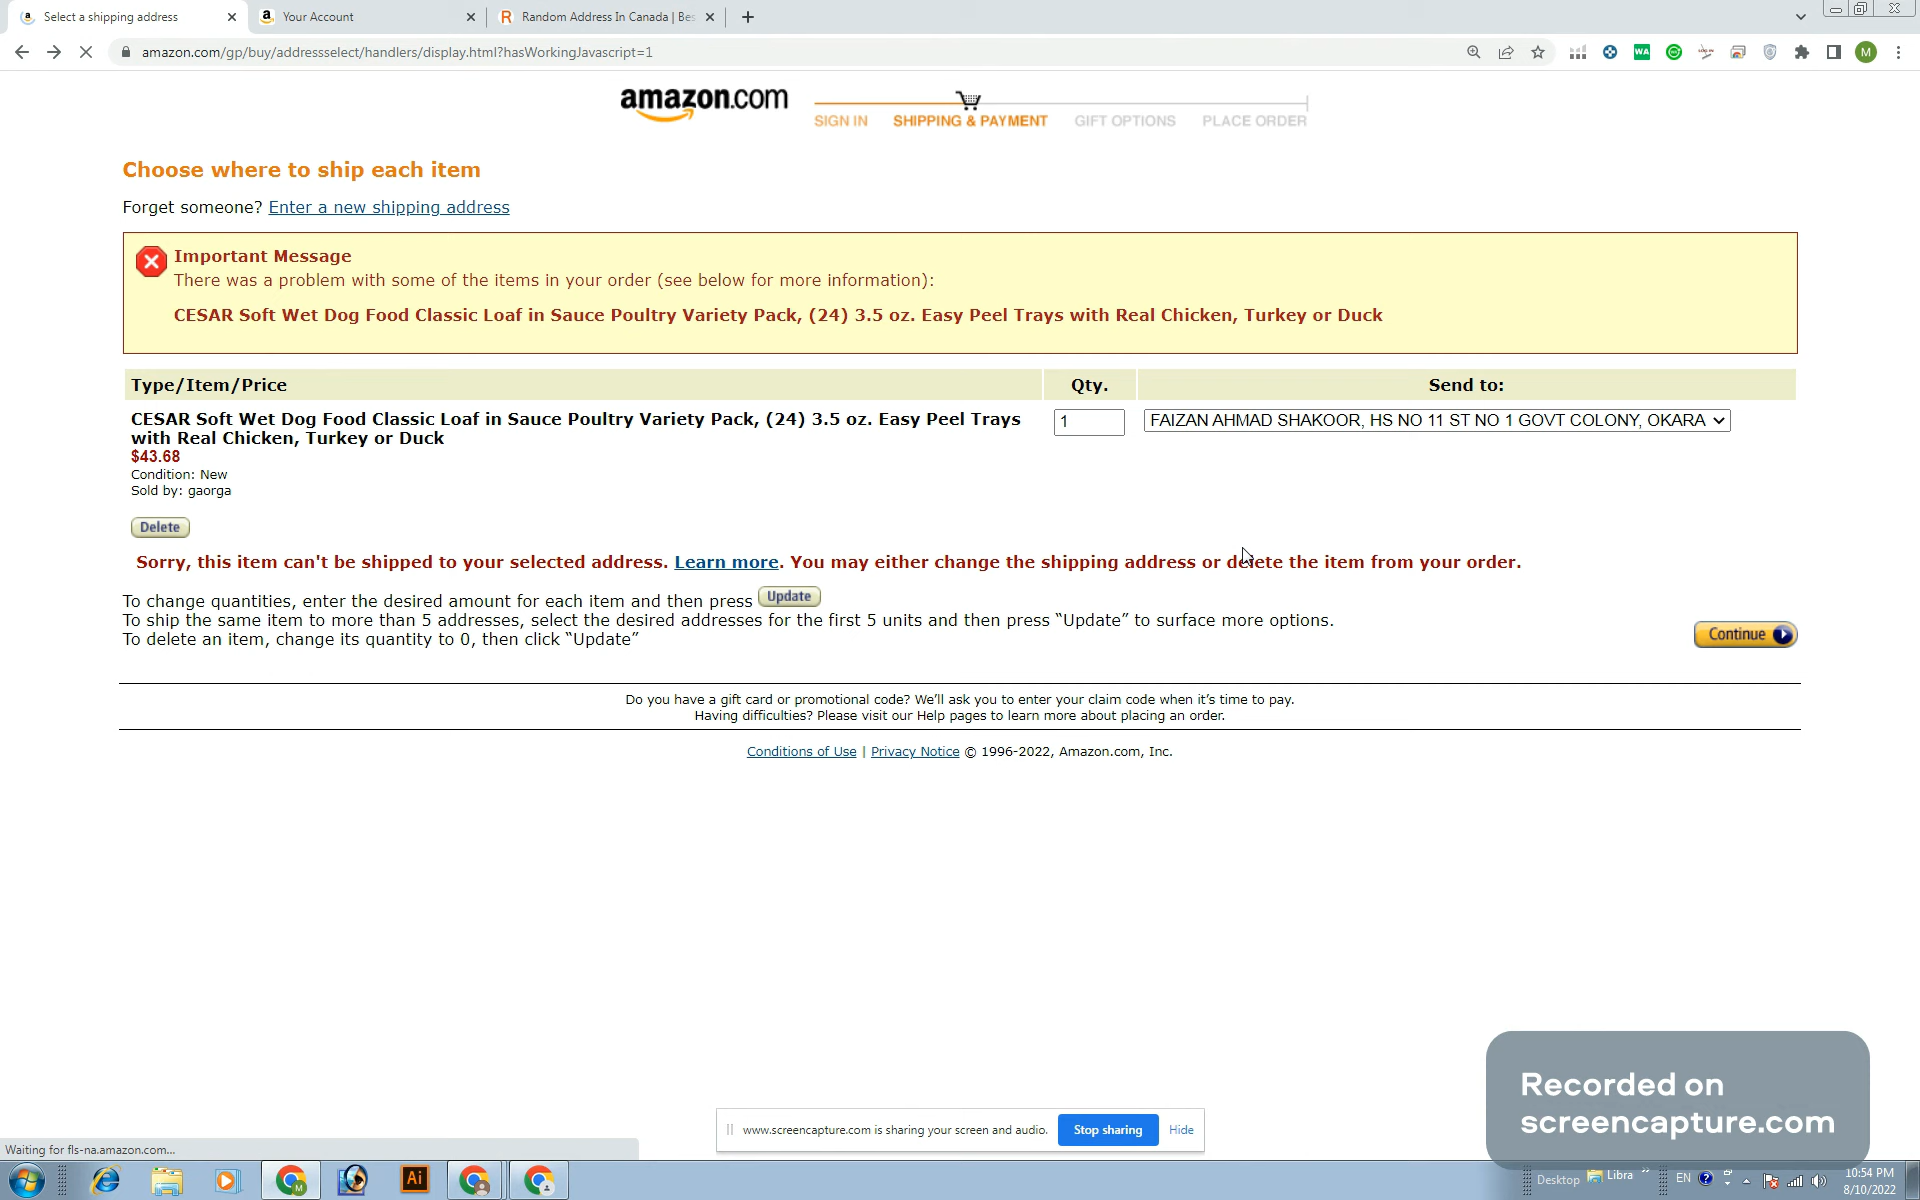 Select a shipping address
Your Account
Random Address In Canada | Bes
amazon.com/gp/buy/addressselect/handlers/display.html?hasWorkingJavascript=1
WA
M
amazon.com
SIGN IN SHIPPING & PAYMENT GIFT OPTIONS PLACE ORDER
Choose where to ship each item
Forget someone? Enter a new shipping address
Important Message
There was a problem with some of the items in your order (see below for more information):
CESAR Soft Wet Dog Food Classic Loaf in Sauce Poultry Variety Pack, (24) 3.5 oz. Easy Peel Trays with Real Chicken, Turkey or Duck
Type/Item/Price Qty. Send to:
CESAR Soft Wet Dog Food Classic Loaf in Sauce Poultry Variety Pack, (24) 3.5 oz. Easy Peel Trays 1 FAIZAN AHMAD SHAKOOR, HS NO 11 ST NO 1 GOVT COLONY, OKARA
with Real Chicken, Turkey or Duck
$43.68
Condition: New
Sold by: gaorga
Delete
Sorry, this item can't be shipped to your selected address. Learn more. You may either change the shipping address or delete the item from your order.
To change quantities, enter the desired amount for each item and then press Update
To ship the same item to more than 5 addresses, select the desired addresses for the first 5 units and then press “Update” to surface more options.
To delete an item, change its quantity to 0, then click “Update”
Continue
Do you have a gift card or promotional code? We’ll ask you to enter your claim code when it’s time to pay.
Having difficulties? Please visit our Help pages to learn more about placing an order.
Conditions of Use | Privacy Notice © 1996-2022, Amazon.com, Inc.
Recorded on
screencapture.com
www.screencapture.com is sharing your screen and audio. Stop sharing Hide
Waiting for fls-na.amazon.com...
Ai
M
Desktop Libra EN
10:54 PM
8/10/2022